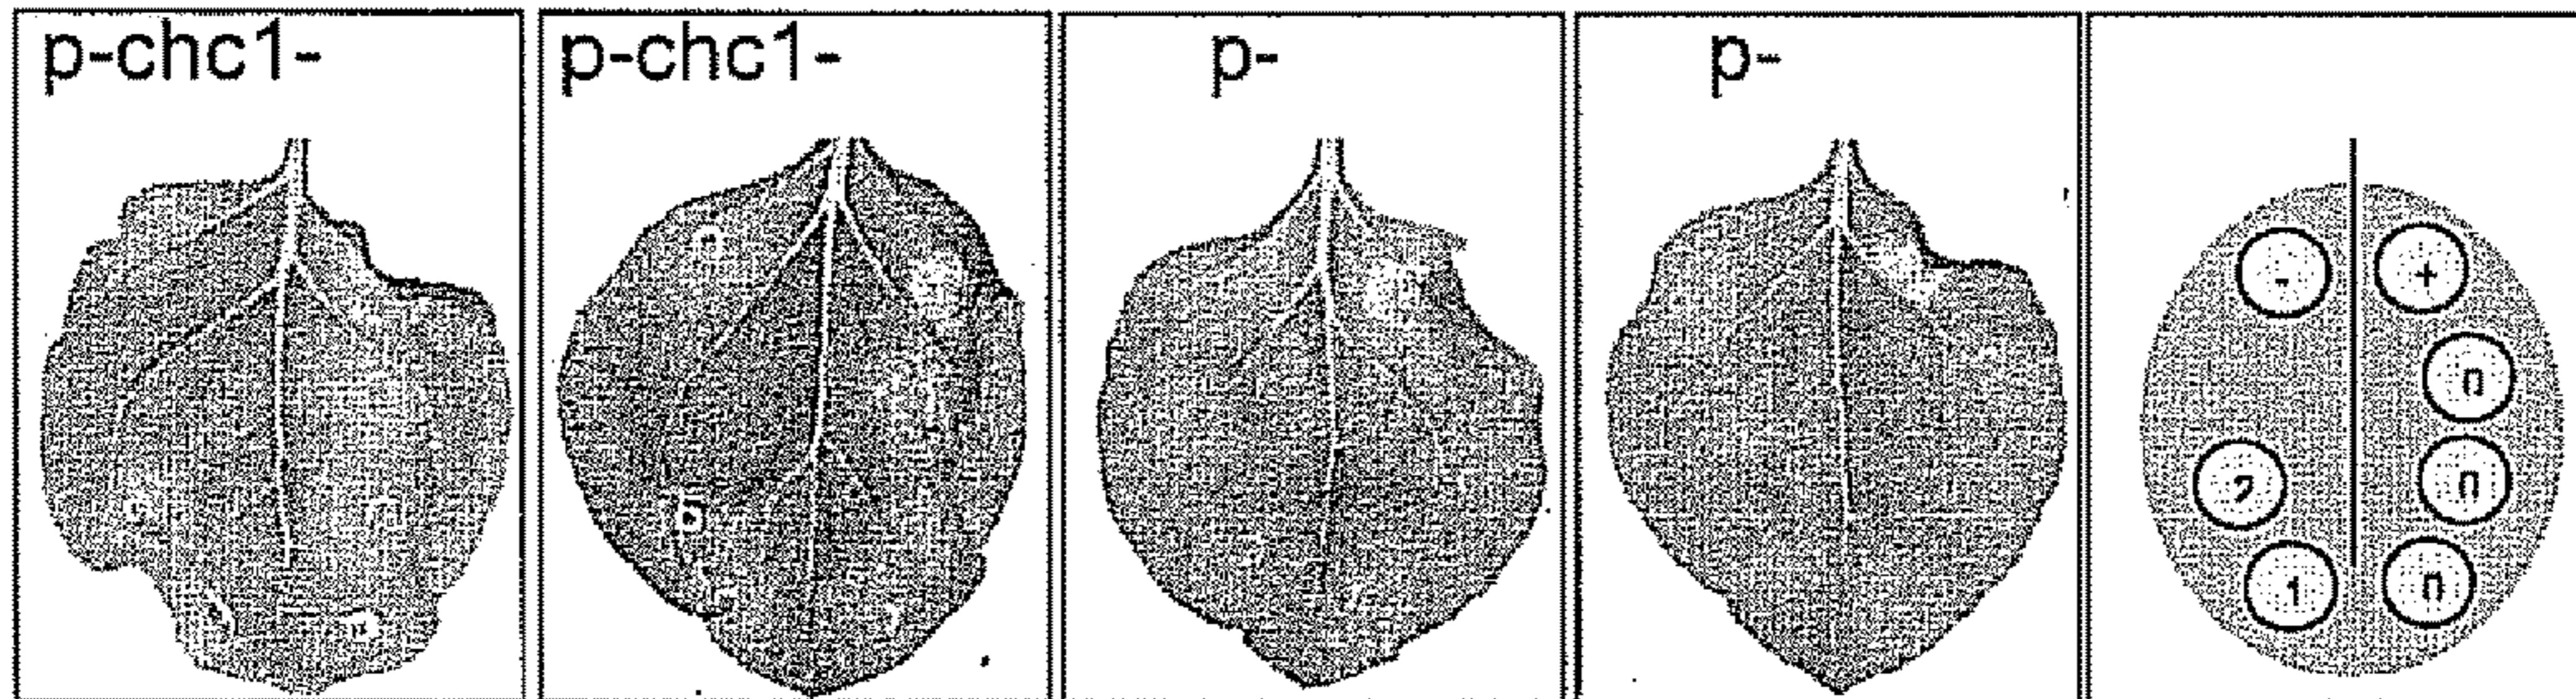 p-chc1-
p-chc1-
p-
p-
- +
n
2 n
1 n